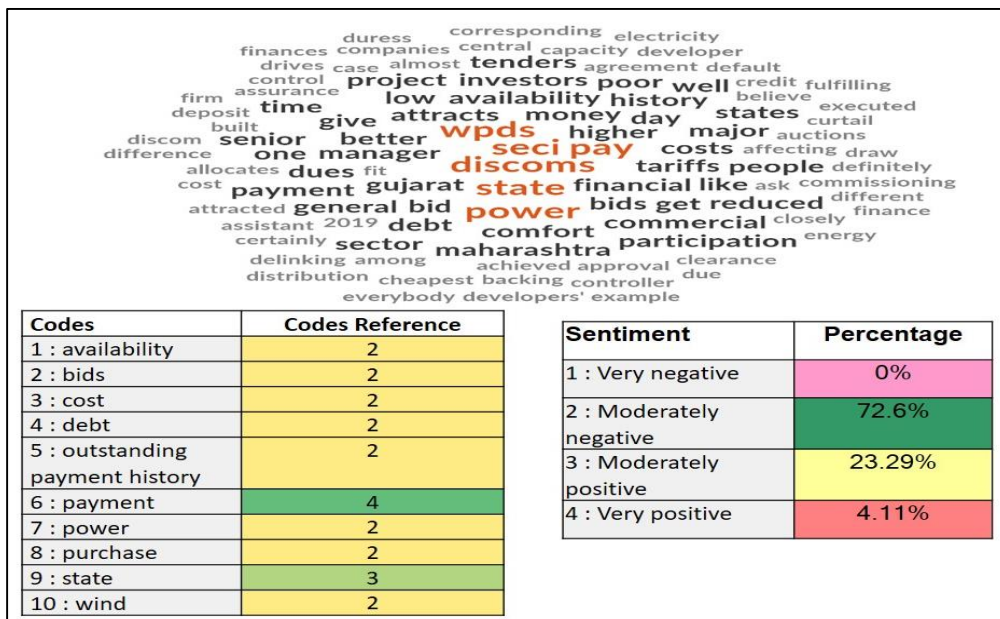 duress corresponding electricity
finances companies central capacity developer
drives case almost tenders agreement default
control project investors poor well credit fulfilling
assurance low availability history believe
firm time give attracts money day states executed
deposit curtail
built wpds higher major auctions
discom senior better seci pay costs affecting draw
difference one manager discoms tariffs people definitely
allocates dues fit
cost payment gujarat state financial like ask commissioning
attracted general bid power bids get reduced different
assistant 2019 debt comfort commercial closely finance
certainly sector maharashtra participation energy
delinking among achieved approval clearance
distribution cheapest backing controller due
everybody developers' example
Codes Codes Reference
1 : availability 2
2 : bids 2
3 : cost 2
4 : debt 2
5 : outstanding 2
payment history
6 : payment 4
7 : power 2
8 : purchase 2
9 : state 3
10 : wind 2
Sentiment Percentage
1 : Very negative 0%
2 : Moderately 72.6%
negative
3 : Moderately 23.29%
positive
4 : Very positive 4.11%